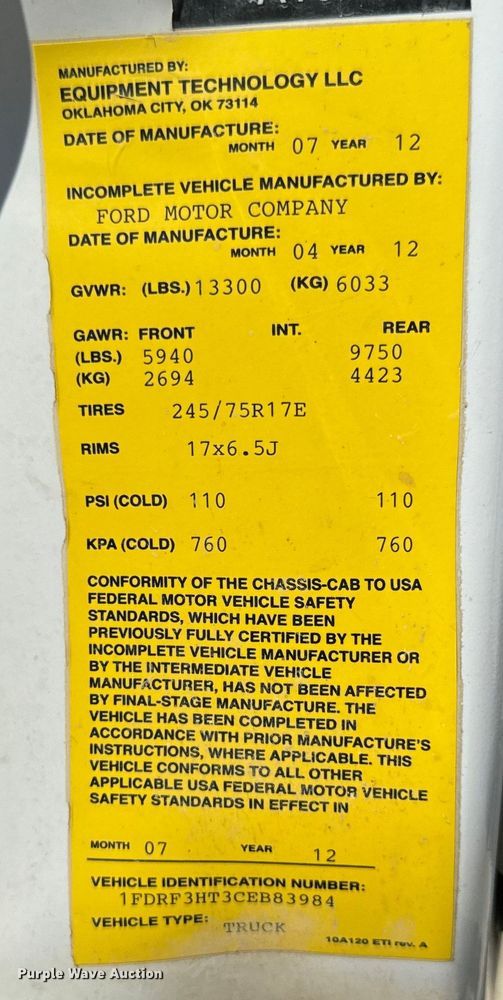 MANUFACTURED BY:
EQUIPMENT TECHNOLOGY LLC
OKLAHOMA CITY, OK 73114
DATE OF MANUFACTURE:
MONTH 07 YEAR 12
INCOMPLETE VEHICLE MANUFACTURED BY:
FORD MOTOR COMPANY
DATE OF MANUFACTURE:
MONTH 04 YEAR 12
GVWR: (LBS.) 13300 (KG) 6033
GAWR: FRONT INT. REAR
(LBS.) 5940 9750
(KG) 2694 4423
TIRES 245/75R17E
RIMS 17x6.5J
PSI (COLD) 110 110
KPA (COLD) 760 760
CONFORMITY OF THE CHASSIS-CAB TO USA
FEDERAL MOTOR VEHICLE SAFETY
STANDARDS, WHICH HAVE BEEN
PREVIOUSLY FULLY CERTIFIED BY THE
INCOMPLETE VEHICLE MANUFACTURER OR
BY THE INTERMEDIATE VEHICLE
MANUFACTURER, HAS NOT BEEN AFFECTED
BY FINAL-STAGE MANUFACTURE. THE
VEHICLE HAS BEEN COMPLETED IN
ACCORDANCE WITH PRIOR MANUFACTURE'S
INSTRUCTIONS, WHERE APPLICABLE. THIS
VEHICLE CONFORMS TO ALL OTHER
APPLICABLE USA FEDERAL MOTOR VEHICLE
SAFETY STANDARDS IN EFFECT IN
MONTH 07 YEAR 12
VEHICLE IDENTIFICATION NUMBER:
1FDRF3HT3CEB83984
VEHICLE TYPE: TRUCK
10A120 ETI rev. A
Purple Wave Auction